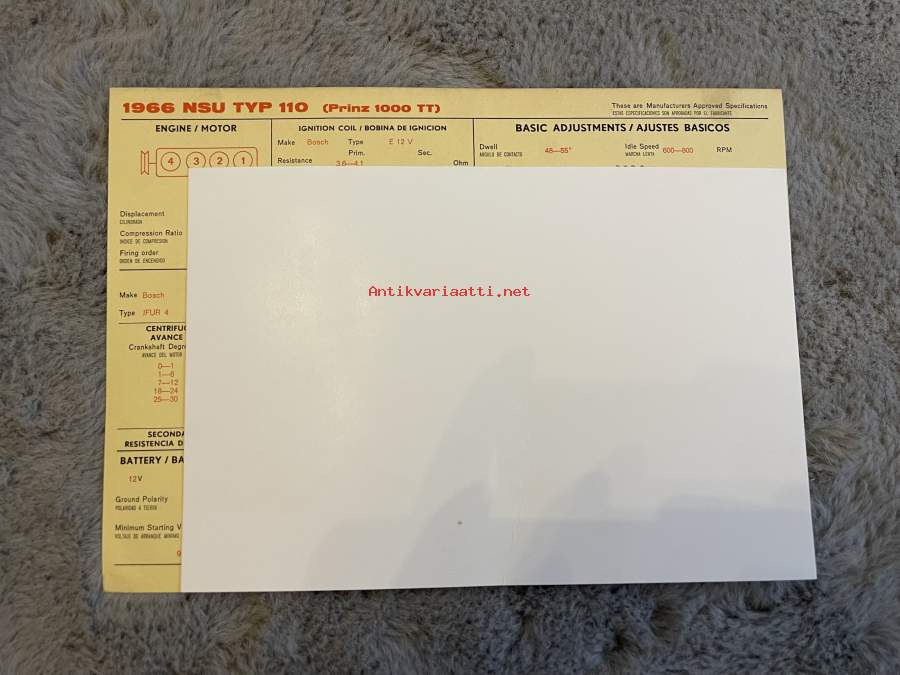 1966 NSU TYP 110 (Prinz 1000 TT)
These are Manufacturers Approved Specifications
ESTAS ESPECIFICACIONES SON APROBADAS POR EL FABRICANTE
ENGINE / MOTOR
4 3 2 1
IGNITION COIL / BOBINA DE IGNICION
Make Bosch Type E 12 V
Prim. Sec.
Resistance 3.6—4.1 Ohm
BASIC ADJUSTMENTS / AJUSTES BASICOS
Dwell 48—55° Idle Speed 600—800 RPM
ANGULO DE CONTACTO MARCHA LENTA
Displacement
CILINDRADA
Compression Ratio
INDICE DE COMPRESION
Firing order
ORDEN DE ENCENDIDO
Make Bosch
Type JFUR 4
CENTRIFU
AVANCE
Crankshaft Degr
AVANCE DEL MOTOR
0—1
1—8
7—12
18—24
25—30
SECONDA
RESISTENCIA D
BATTERY / BA
12V
Ground Polarity
POLARIDAD A TIERRA
Minimum Starting V
VOLTAJE DE ARRANQUE MINIMO
9
Antikvariaatti.net